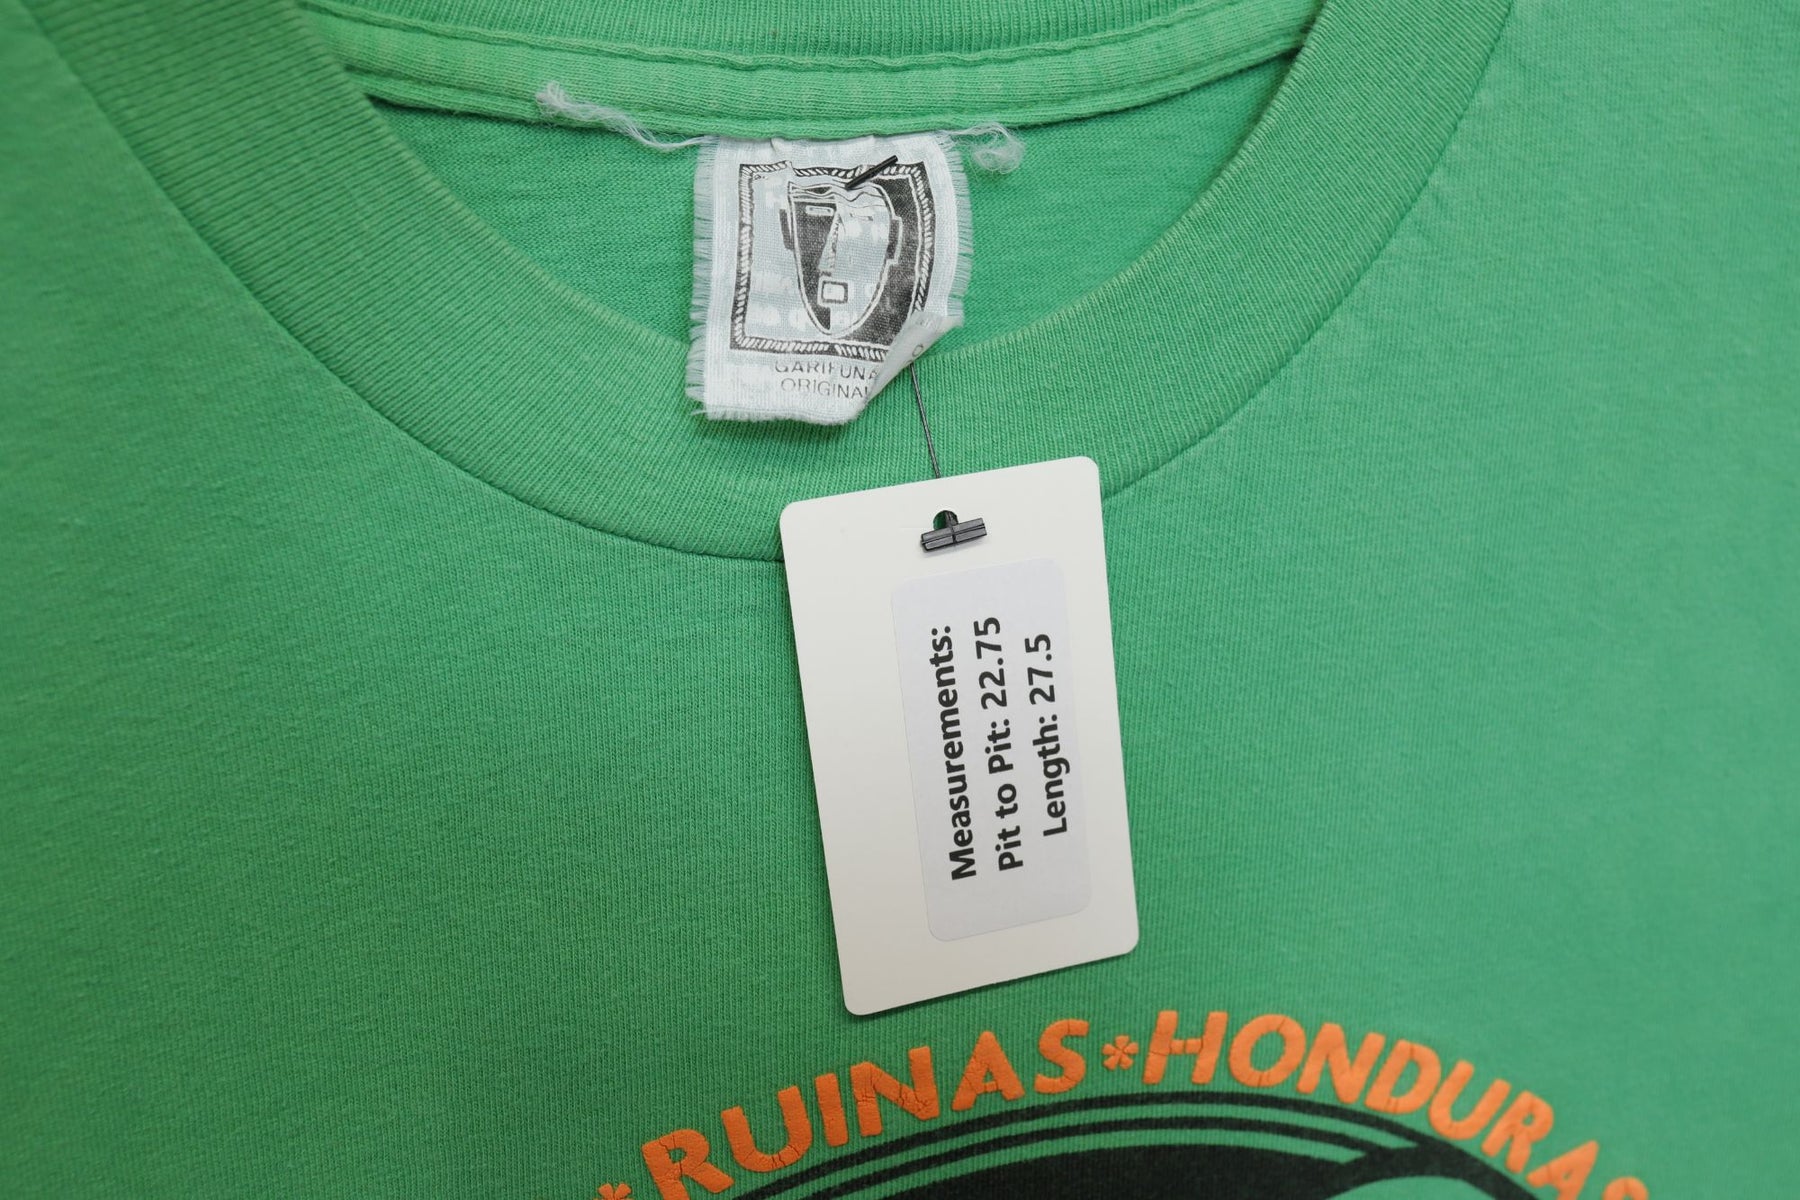 GARIFUNA
ORIGINAL
Measurements:
Pit to Pit: 22.75
Length: 27.5
RUINAS*HONDURAS